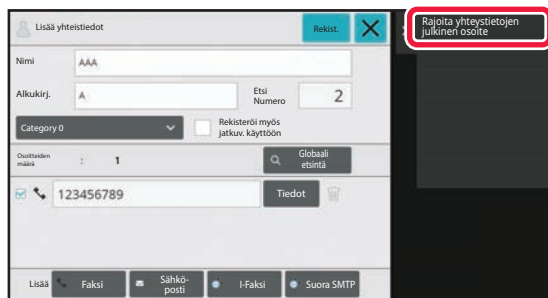 Lisää yhteistiedot
Rekist.
Rajoita yhteystietojen
julkinen osoite
Nimi
AAA
Alkukirj.
A
Etsi
Numero
2
Category 0
Rekisteröi myös
jatkuv. käyttöön
Osoitteiden
määrä
:
1
Globaali
etsintä
123456789
Tiedot
Lisää
Faksi
Sähkö-
posti
I-Faksi
Suora SMTP